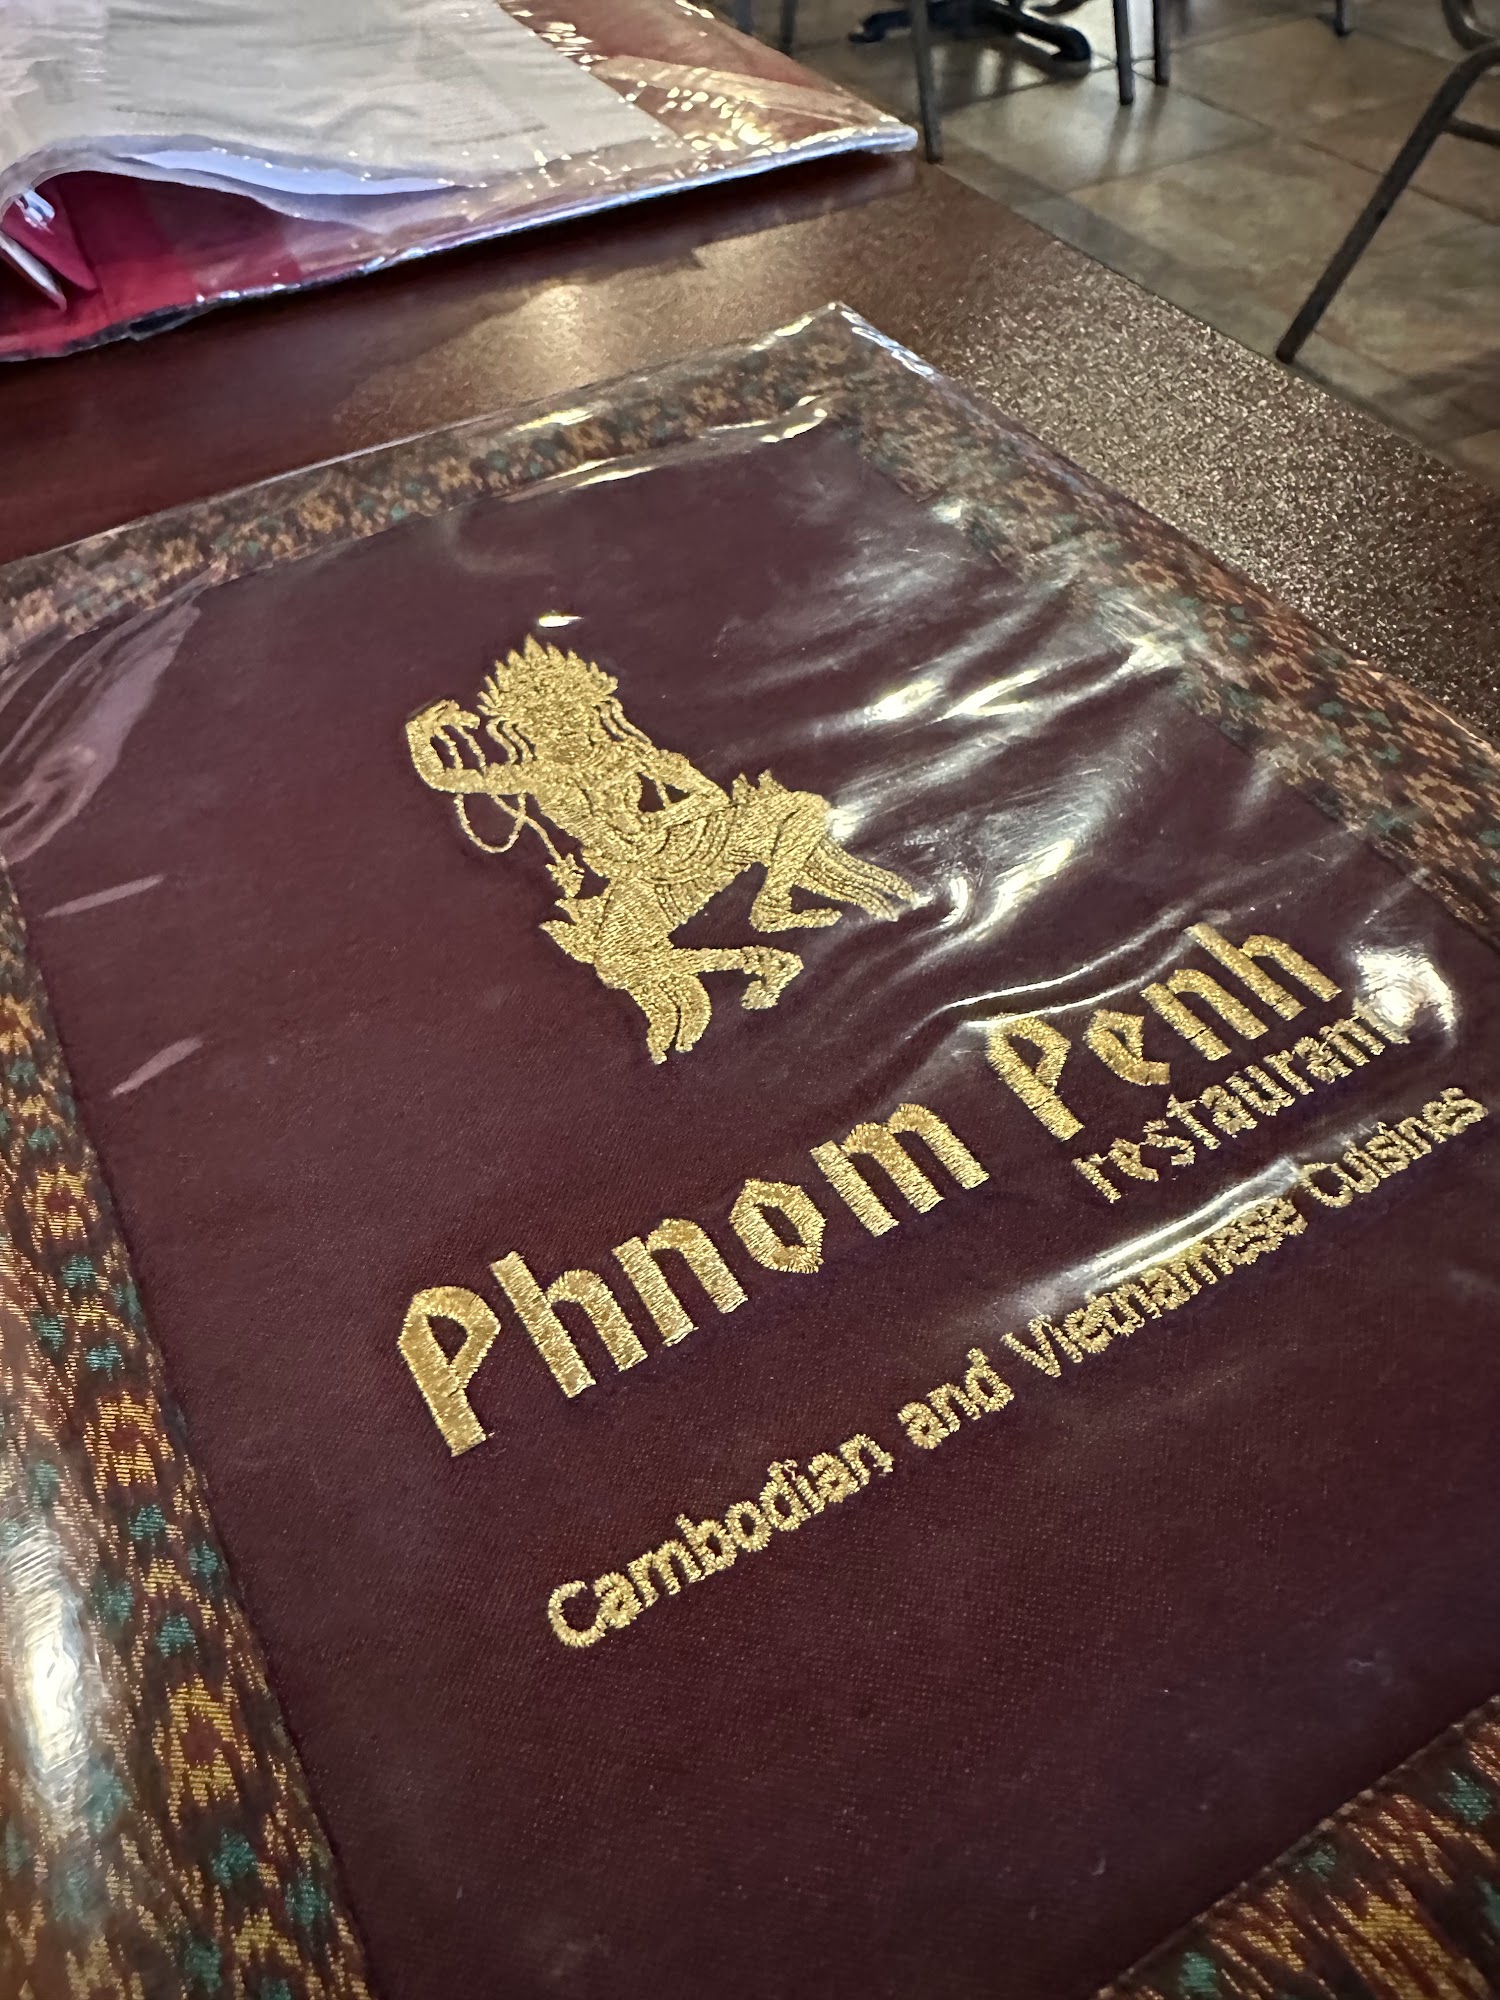 Phnom Penh
restaurant
Cambodian and Vietnamese Cuisines